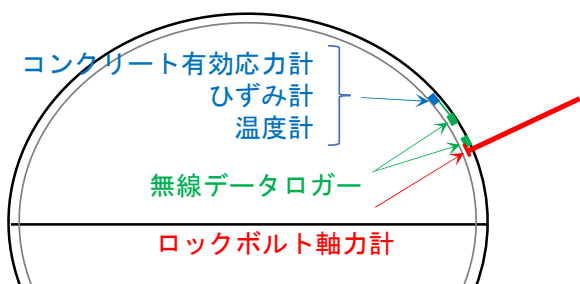 コンクリート有効応力計
ひずみ計
温度計
無線データロガー
ロックボルト軸力計